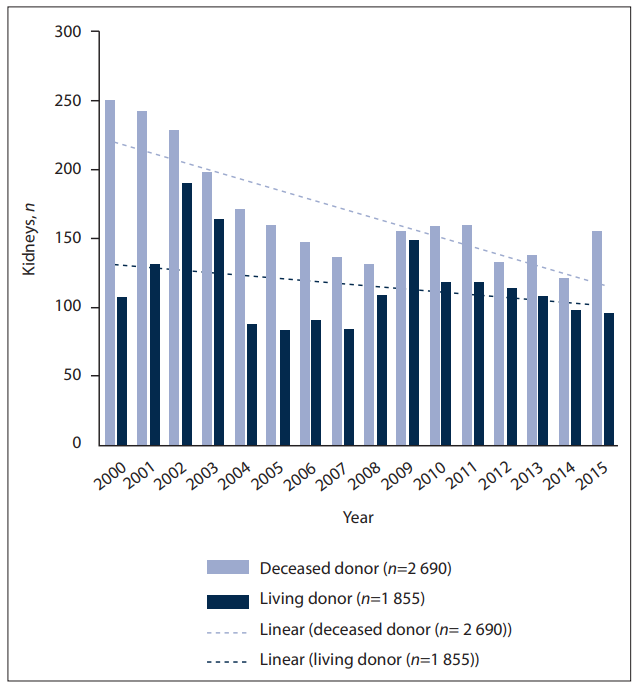 300
250
200
150
100
50
0
Kidneys, n
2000 2001 2002 2003 2004 2005 2006 2007 2008 2009 2010 2011 2012 2013 2014 2015
Year
Deceased donor (n=2 690)
Living donor (n=1 855)
Linear (deceased donor (n= 2 690))
Linear (living donor (n=1 855))